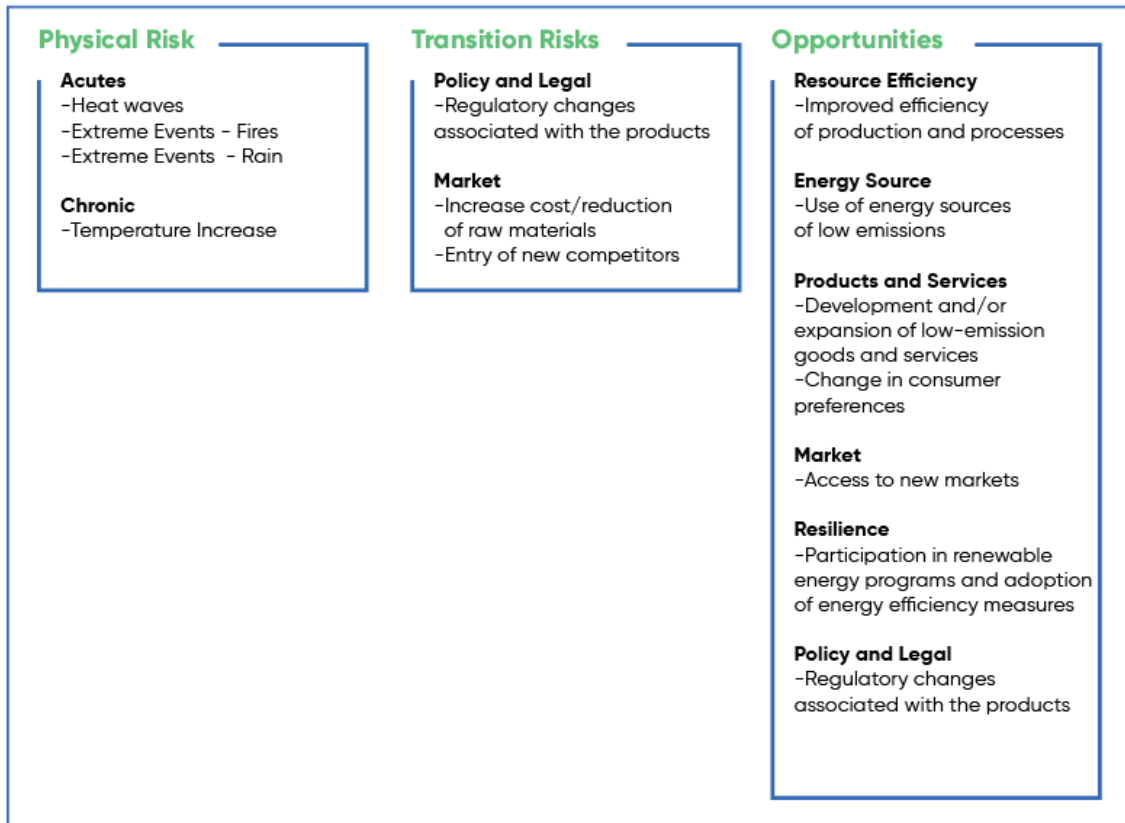 Physical Risk
Acutes
-Heat waves
-Extreme Events - Fires
-Extreme Events  - Rain
Chronic
-Temperature Increase
Transition Risks
Policy and Legal
-Regulatory changes
associated with the products
Market
-Increase cost/reduction
of raw materials
-Entry of new competitors
Opportunities
Resource Efficiency
-Improved efficiency
of production and processes
Energy Source
-Use of energy sources
of low emissions
Products and Services
-Development and/or
expansion of low-emission
goods and services
-Change in consumer
preferences
Market
-Access to new markets
Resilience
-Participation in renewable
energy programs and adoption
of energy efficiency measures
Policy and Legal
-Regulatory changes
associated with the products